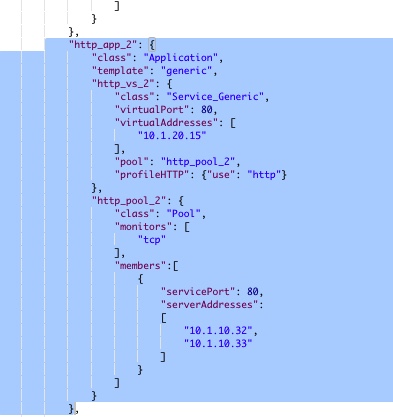 ]
}
},
"http_app_2": {
"class": "Application",
"template": "generic",
"http_vs_2": {
"class": "Service_Generic",
"virtualPort": 80,
"virtualAddresses": [
"10.1.20.15"
],
"pool": "http_pool_2",
"profileHTTP": {"use": "http"}
},
"http_pool_2": {
"class": "Pool",
"monitors": [
"tcp"
],
"members":[
{
"servicePort": 80,
"serverAddresses":
[
"10.1.10.32",
"10.1.10.33"
]
}
]
}
},